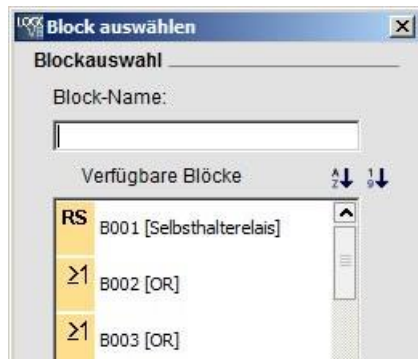 Block auswählen
Blockauswahl
Block-Name:
Verfügbare Blöcke
RS B001 [Selbsthalterelais]
≥1 B002 [OR]
≥1 B003 [OR]